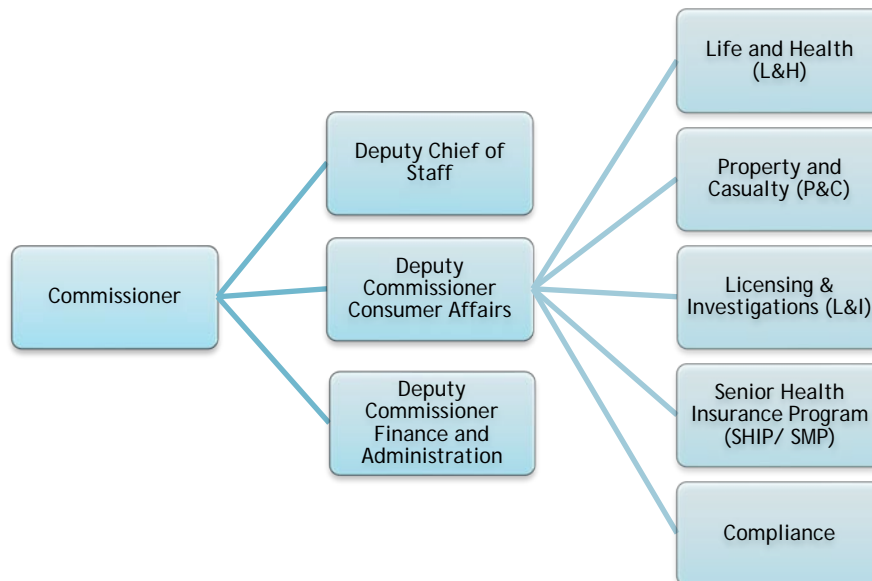 Commissioner
Deputy Chief of
Staff
Deputy
Commissioner
Consumer Affairs
Deputy
Commissioner
Finance and
Administration
Life and Health
(L&H)
Property and
Casualty (P&C)
Licensing &
Investigations (L&I)
Senior Health
Insurance Program
(SHIP/ SMP)
Compliance